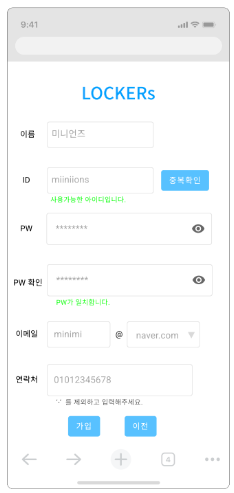 9:41
LOCKERs
이름 미니언즈
ID miiniions 중복확인
사용가능한 아이디입니다.
PW ********
PW 확인 ********
PW가 일치합니다.
이메일 minimi @ naver.com ▼
연락처 01012345678
'-' 를 제외하고 입력해주세요.
가입 이전
4